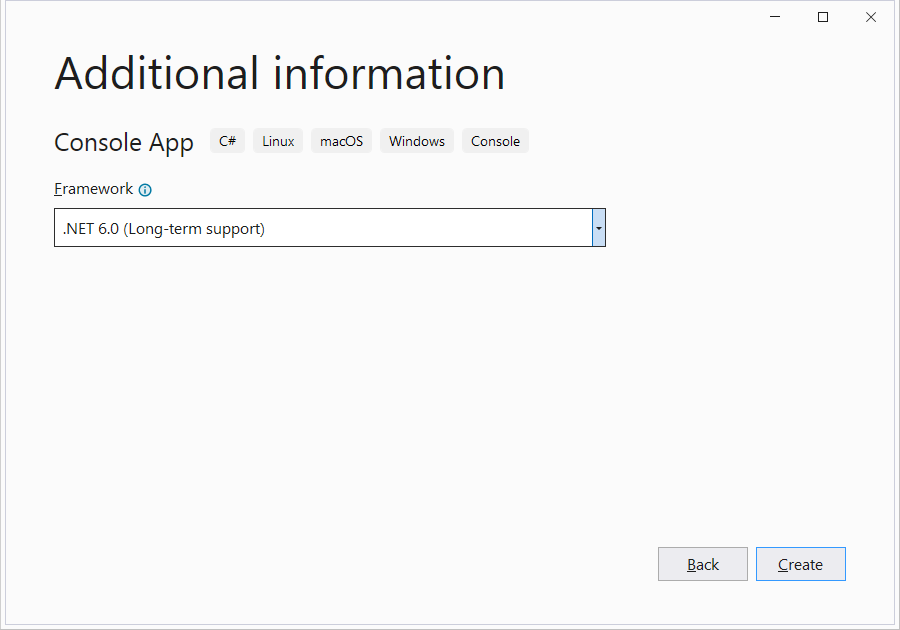 Additional information
Console App C# Linux macOS Windows Console
Framework
.NET 6.0 (Long-term support)
Back Create